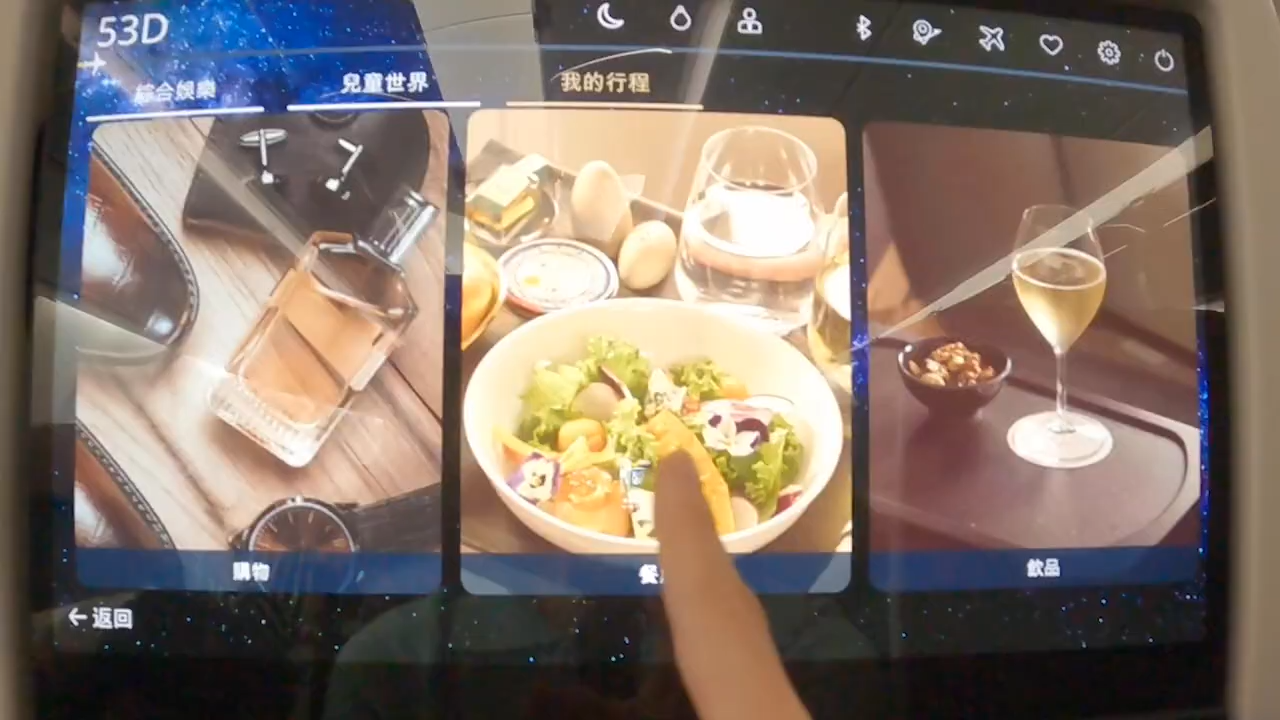 53D
綜合娛樂 兒童世界 我的行程
購物 餐 飲品
← 返回